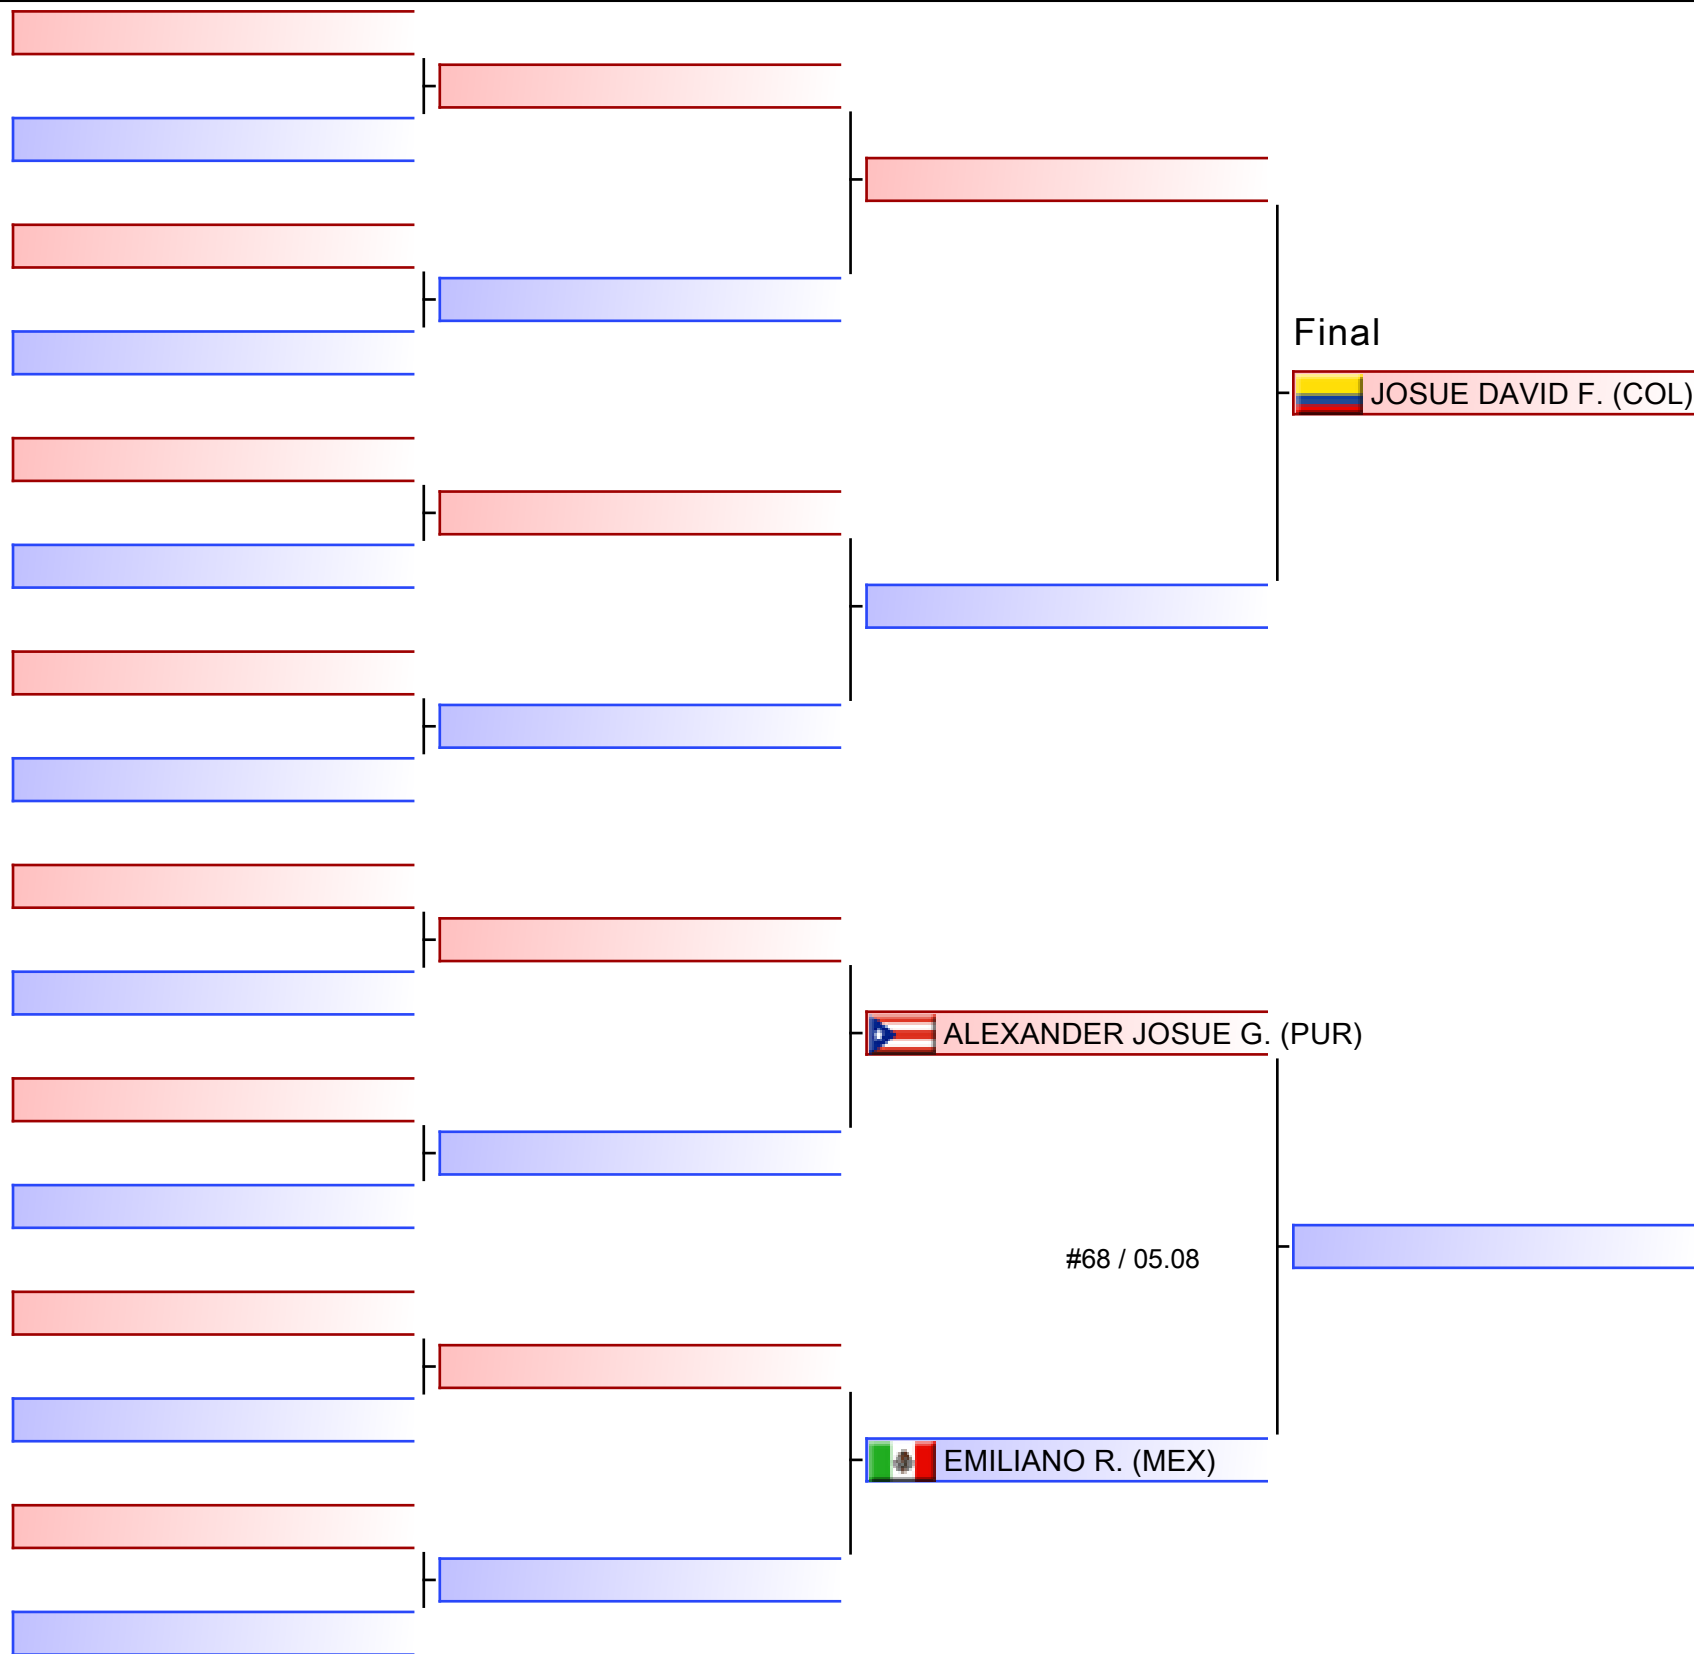 Final
JOSUE DAVID F. (COL)
ALEXANDER JOSUE G. (PUR)
#68 / 05.08
EMILIANO R. (MEX)